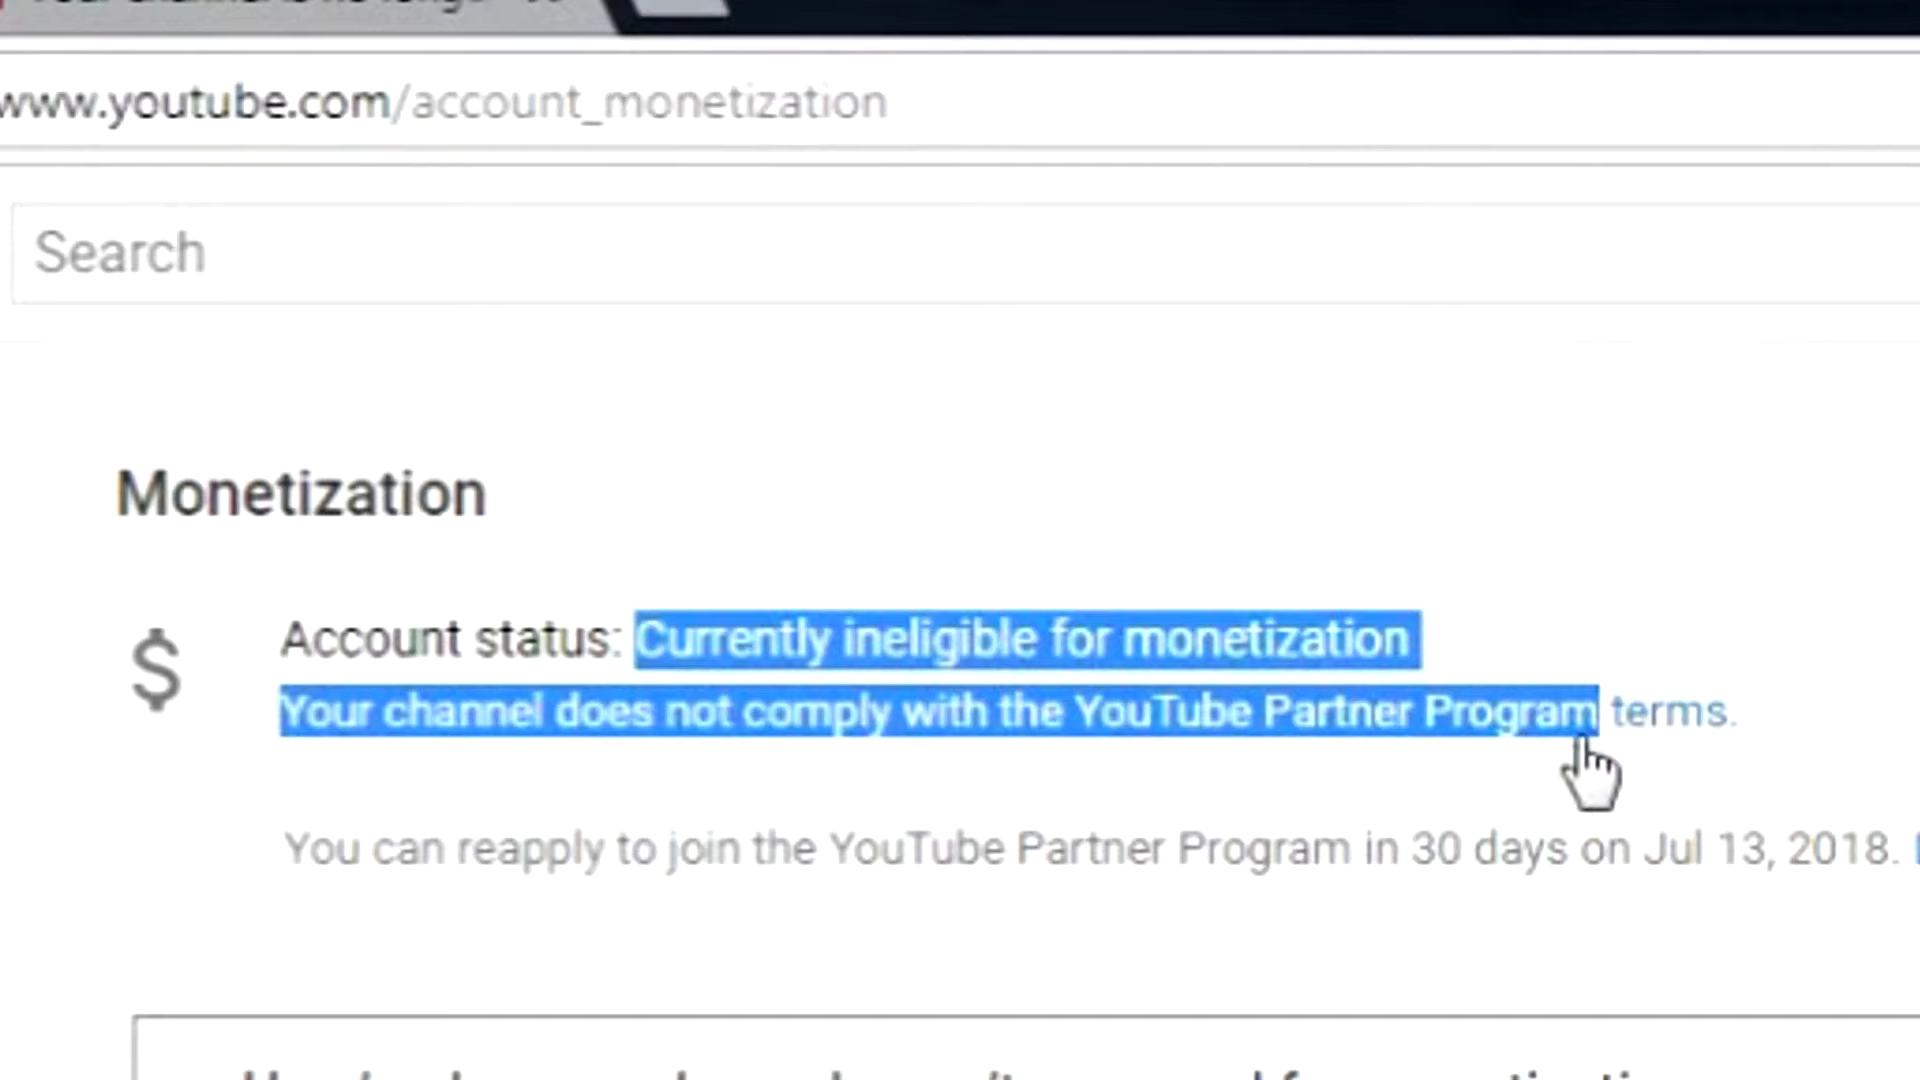 www.youtube.com/account_monetization
Search
Monetization
$
Account status: Currently ineligible for monetization
Your channel does not comply with the YouTube Partner Program terms.
You can reapply to join the YouTube Partner Program in 30 days on Jul 13, 2018.